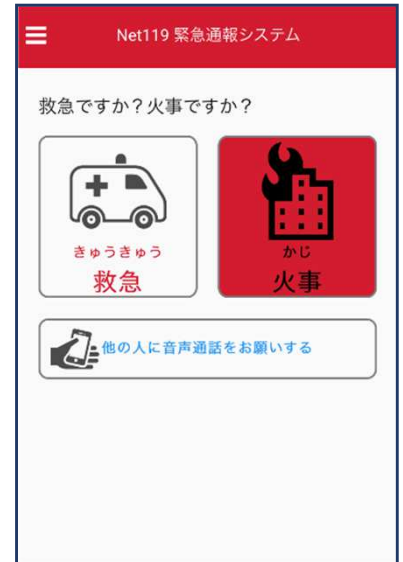 Net119 緊急通報システム
救急ですか？火事ですか？
きゅうきゅう
救急
かじ
火事
他の人に音声通話をお願いする